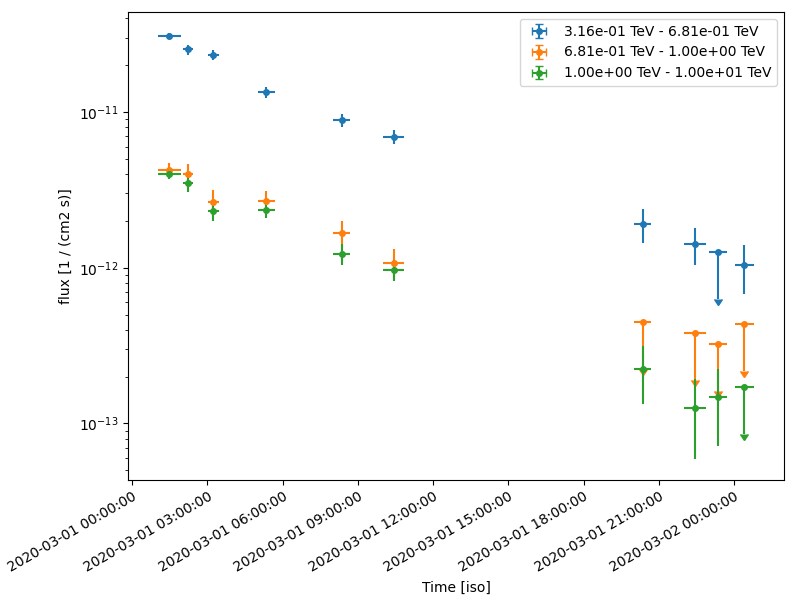 3.16e-01 TeV - 6.81e-01 TeV
6.81e-01 TeV - 1.00e+00 TeV
1.00e+00 TeV - 1.00e+01 TeV
flux [1 / (cm2 s)]
10⁻¹¹
10⁻¹²
10⁻¹³
2020-03-01 00:00:00
2020-03-01 03:00:00
2020-03-01 06:00:00
2020-03-01 09:00:00
2020-03-01 12:00:00
2020-03-01 15:00:00
2020-03-01 18:00:00
2020-03-01 21:00:00
2020-03-02 00:00:00
Time [iso]